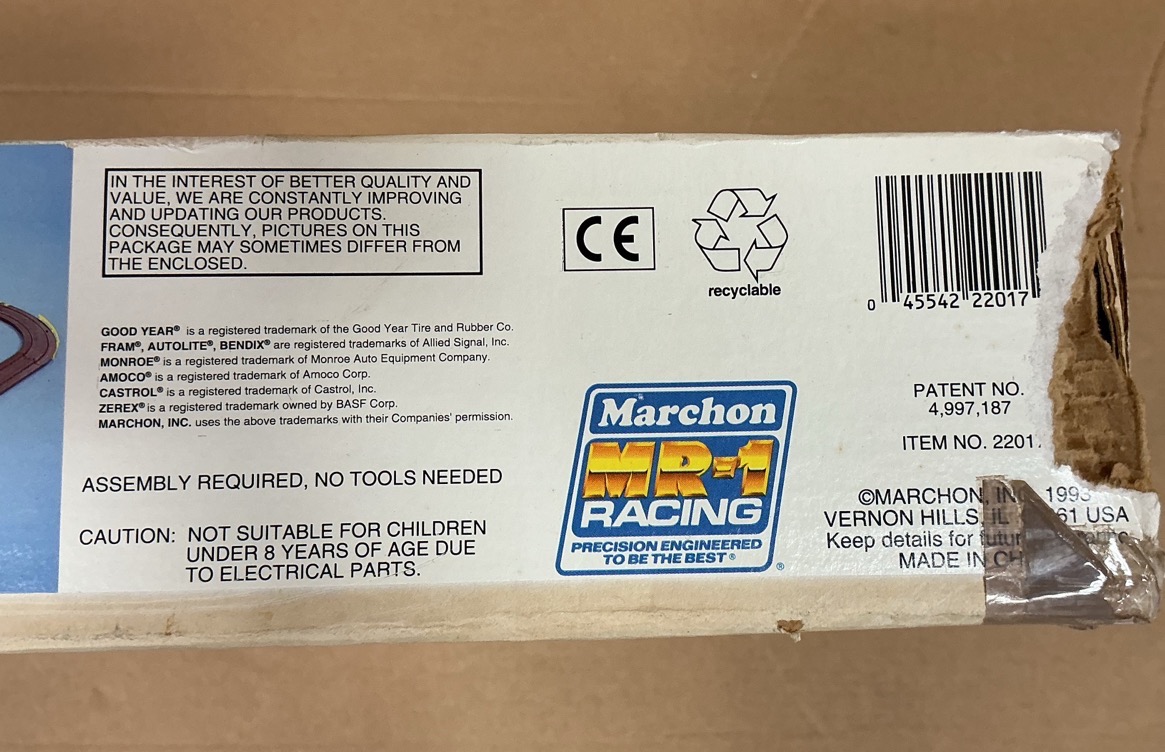 IN THE INTEREST OF BETTER QUALITY AND
VALUE, WE ARE CONSTANTLY IMPROVING
AND UPDATING OUR PRODUCTS.
CONSEQUENTLY, PICTURES ON THIS
PACKAGE MAY SOMETIMES DIFFER FROM
THE ENCLOSED.
GOOD YEAR® is a registered trademark of the Good Year Tire and Rubber Co.
FRAM®, AUTOLITE®, BENDIX® are registered trademarks of Allied Signal, Inc.
MONROE® is a registered trademark of Monroe Auto Equipment Company.
AMOCO® is a registered trademark of Amoco Corp.
CASTROL® is a registered trademark of Castrol, Inc.
ZEREX® is a registered trademark owned by BASF Corp.
MARCHON, INC. uses the above trademarks with their Companies' permission.
ASSEMBLY REQUIRED, NO TOOLS NEEDED
CAUTION: NOT SUITABLE FOR CHILDREN
UNDER 8 YEARS OF AGE DUE
TO ELECTRICAL PARTS.
CE
recyclable
Marchon
MR-1
RACING
PRECISION ENGINEERED
TO BE THE BEST®
®
0 45542 22017
PATENT NO.
4,997,187
ITEM NO. 2201
©MARCHON, 1993
VERNON HILLS, IL 61 USA
Keep details for
MADE IN